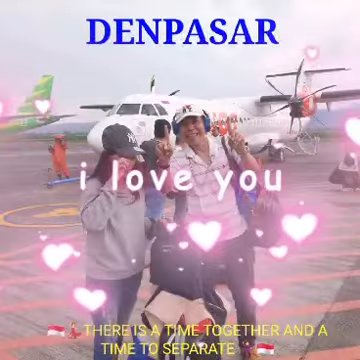 DENPASAR
i love you
🇮🇩💃THERE IS A TIME TOGETHER AND A
TIME TO SEPARATE 💃🇮🇩